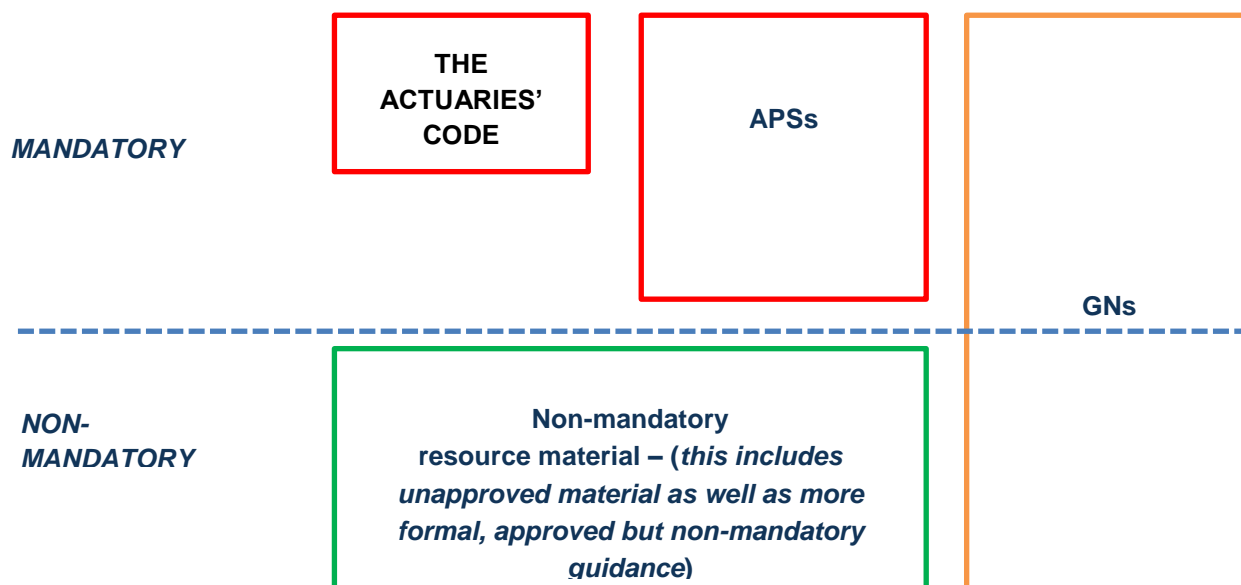 THE
ACTUARIES’
CODE
APSs
MANDATORY
GNs
NON-
MANDATORY
Non-mandatory
resource material – (this includes
unapproved material as well as more
formal, approved but non-mandatory
guidance)